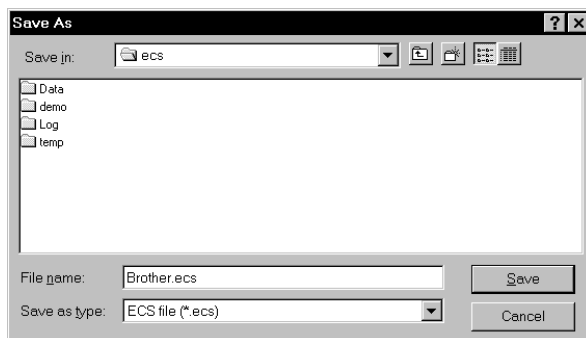 Save As
Save in: ecs
Data
demo
Log
temp
File name: Brother.ecs Save
Save as type: ECS file (*.ecs) Cancel